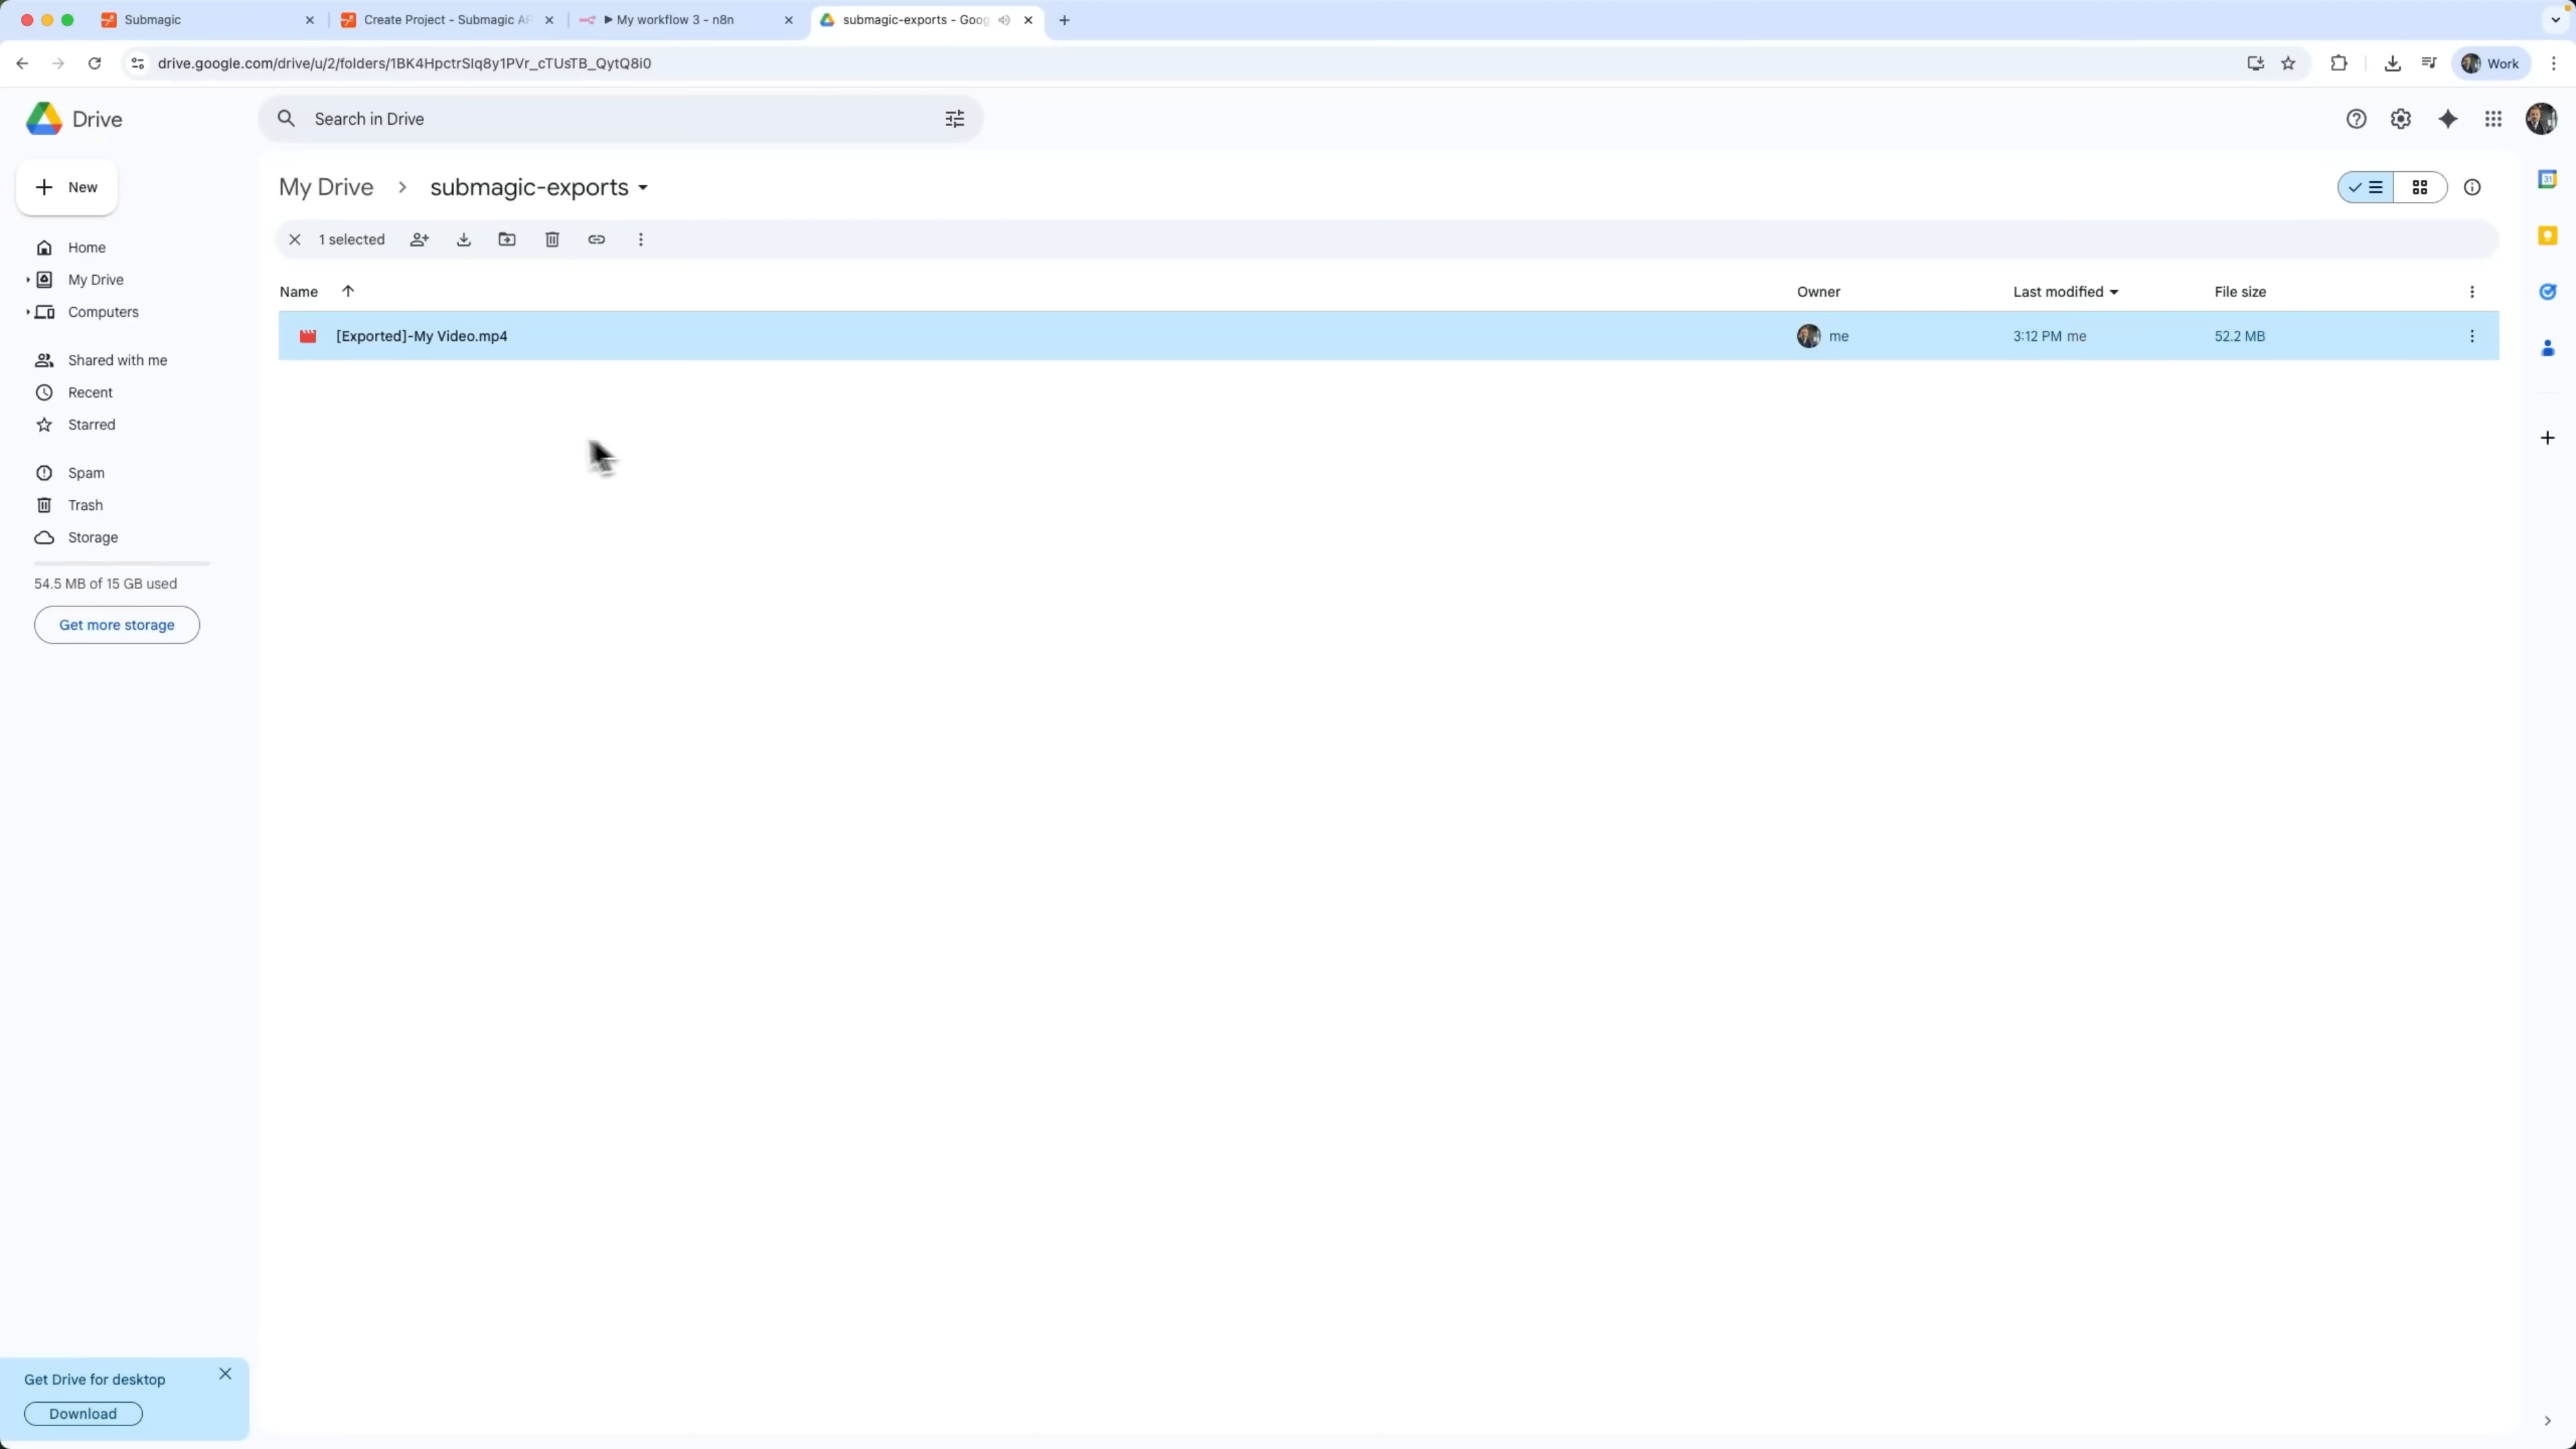 Submagic
Create Project - Submagic AP
My workflow 3 - n8n
submagic-exports - Goog
drive.google.com/drive/u/2/folders/1BK4HpctrSlq8y1PVr_cTUsTB_QytQ8i0
Work
Drive
Search in Drive
New
My Drive
submagic-exports
1 selected
Home
My Drive
Computers
Shared with me
Recent
Starred
Spam
Trash
Storage
54.5 MB of 15 GB used
Get more storage
Name Owner Last modified File size
[Exported]-My Video.mp4 me 3:12 PM me 52.2 MB
31
Get Drive for desktop
Download